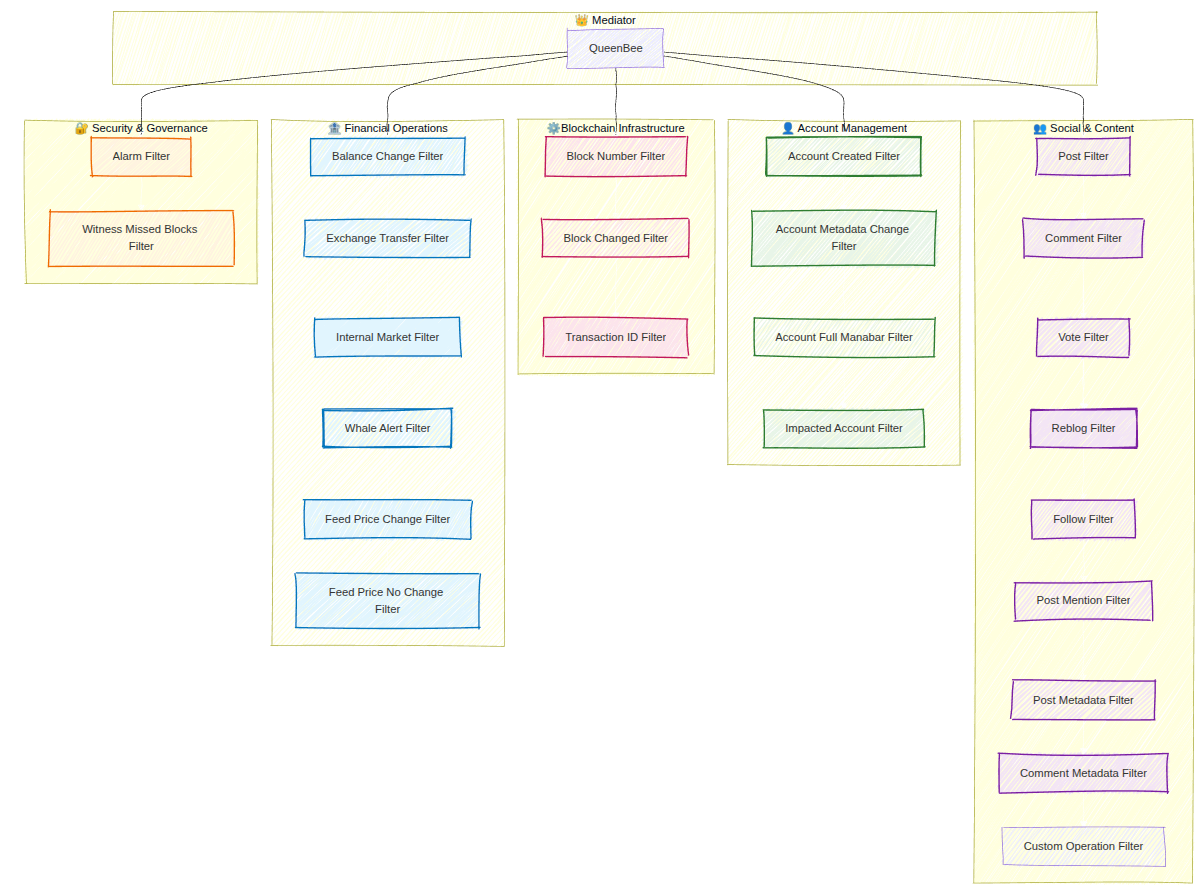 👑 Mediator
QueenBee
🔐 Security & Governance
Alarm Filter
Witness Missed Blocks
Filter
🏦 Financial Operations
Balance Change Filter
Exchange Transfer Filter
Internal Market Filter
Whale Alert Filter
Feed Price Change Filter
Feed Price No Change
Filter
⚙️Blockchain Infrastructure
Block Number Filter
Block Changed Filter
Transaction ID Filter
👤 Account Management
Account Created Filter
Account Metadata Change
Filter
Account Full Manabar Filter
Impacted Account Filter
👥 Social & Content
Post Filter
Comment Filter
Vote Filter
Reblog Filter
Follow Filter
Post Mention Filter
Post Metadata Filter
Comment Metadata Filter
Custom Operation Filter